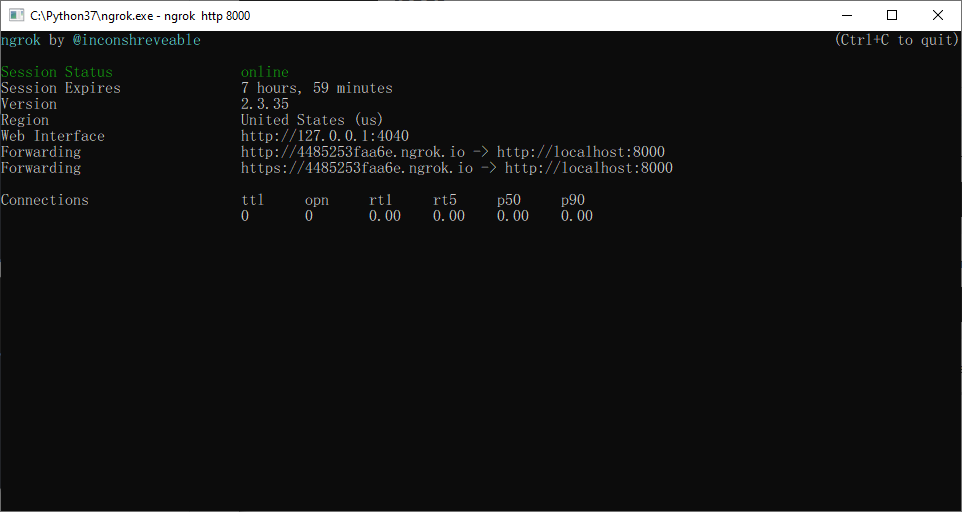 C:\Python37\ngrok.exe - ngrok  http 8000
ngrok by @inconshreveable (Ctrl+C to quit)
Session Status online
Session Expires 7 hours, 59 minutes
Version 2.3.35
Region United States (us)
Web Interface http://127.0.0.1:4040
Forwarding http://4485253faa6e.ngrok.io -> http://localhost:8000
Forwarding https://4485253faa6e.ngrok.io -> http://localhost:8000
Connections ttl opn rt1 rt5 p50 p90
0 0 0.00 0.00 0.00 0.00